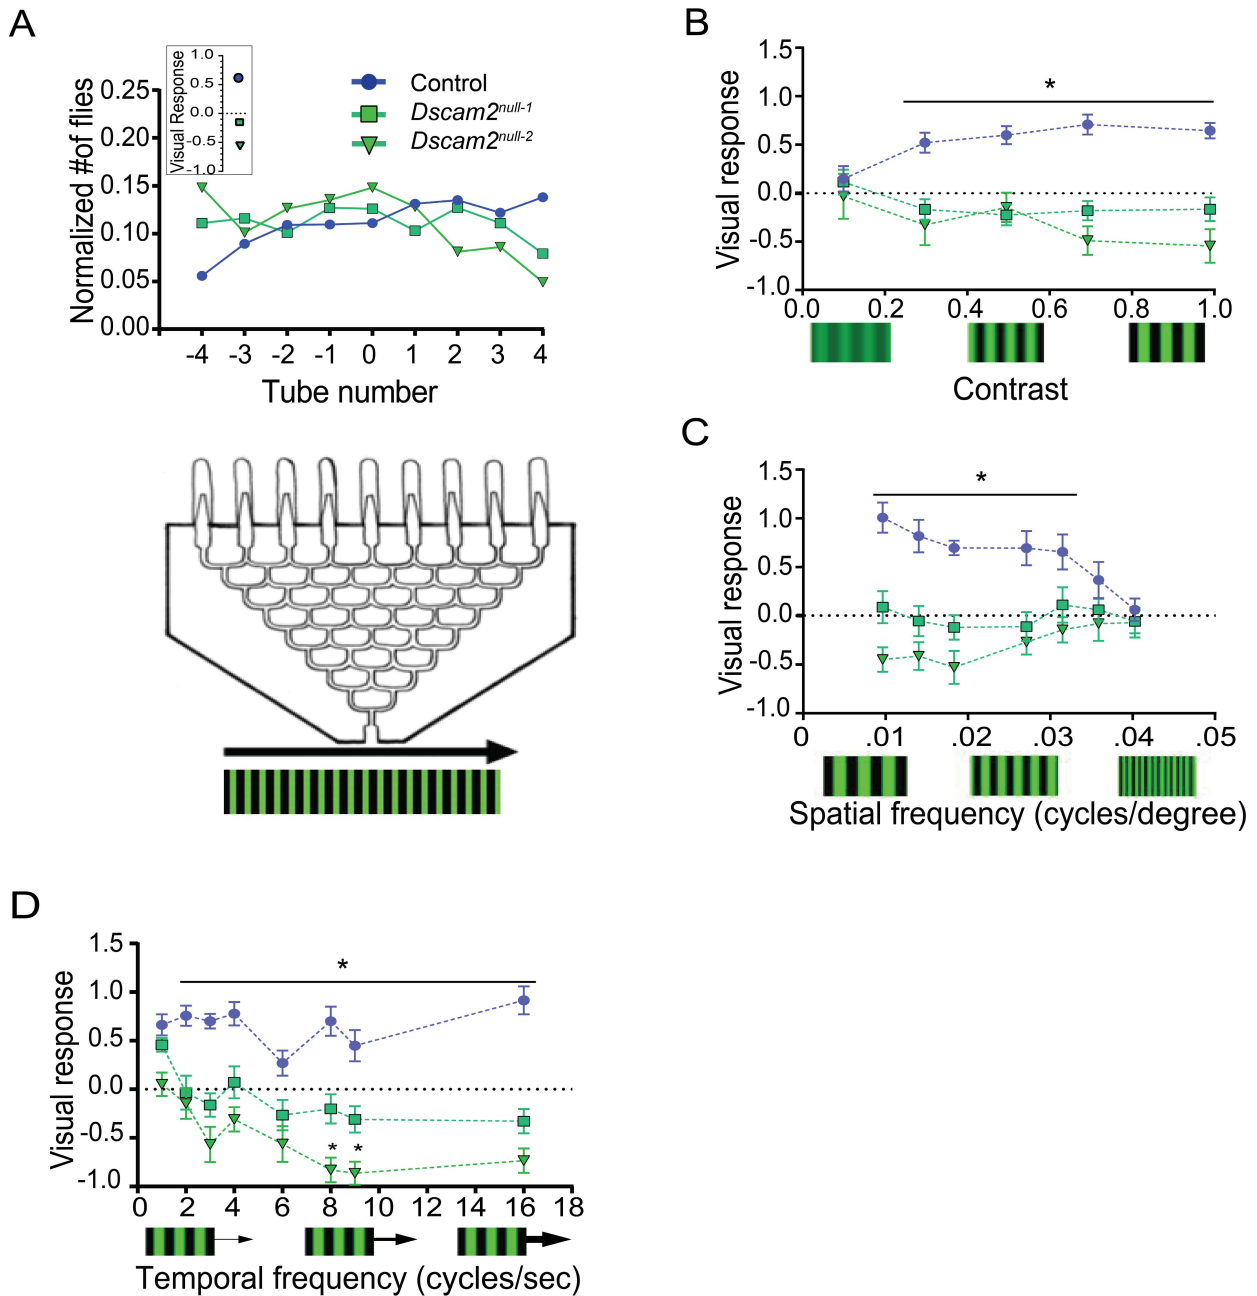 A
Visual Response
1.0
0.5
0.0
-0.5
-1.0
Control
Dscam2null-1
Dscam2null-2
Normalized #of flies
0.25
0.20
0.15
0.10
0.05
0.00
-4 -3 -2 -1 0 1 2 3 4
Tube number
B
Visual response
1.5
1.0
0.5
0.0
-0.5
-1.0
*
0.0 0.2 0.4 0.6 0.8 1.0
Contrast
C
Visual response
1.5
1.0
0.5
0.0
-0.5
-1.0
*
0 .01 .02 .03 .04 .05
Spatial frequency (cycles/degree)
D
Visual response
1.5
1.0
0.5
0.0
-0.5
-1.0
*
* *
0 2 4 6 8 10 12 14 16 18
Temporal frequency (cycles/sec)